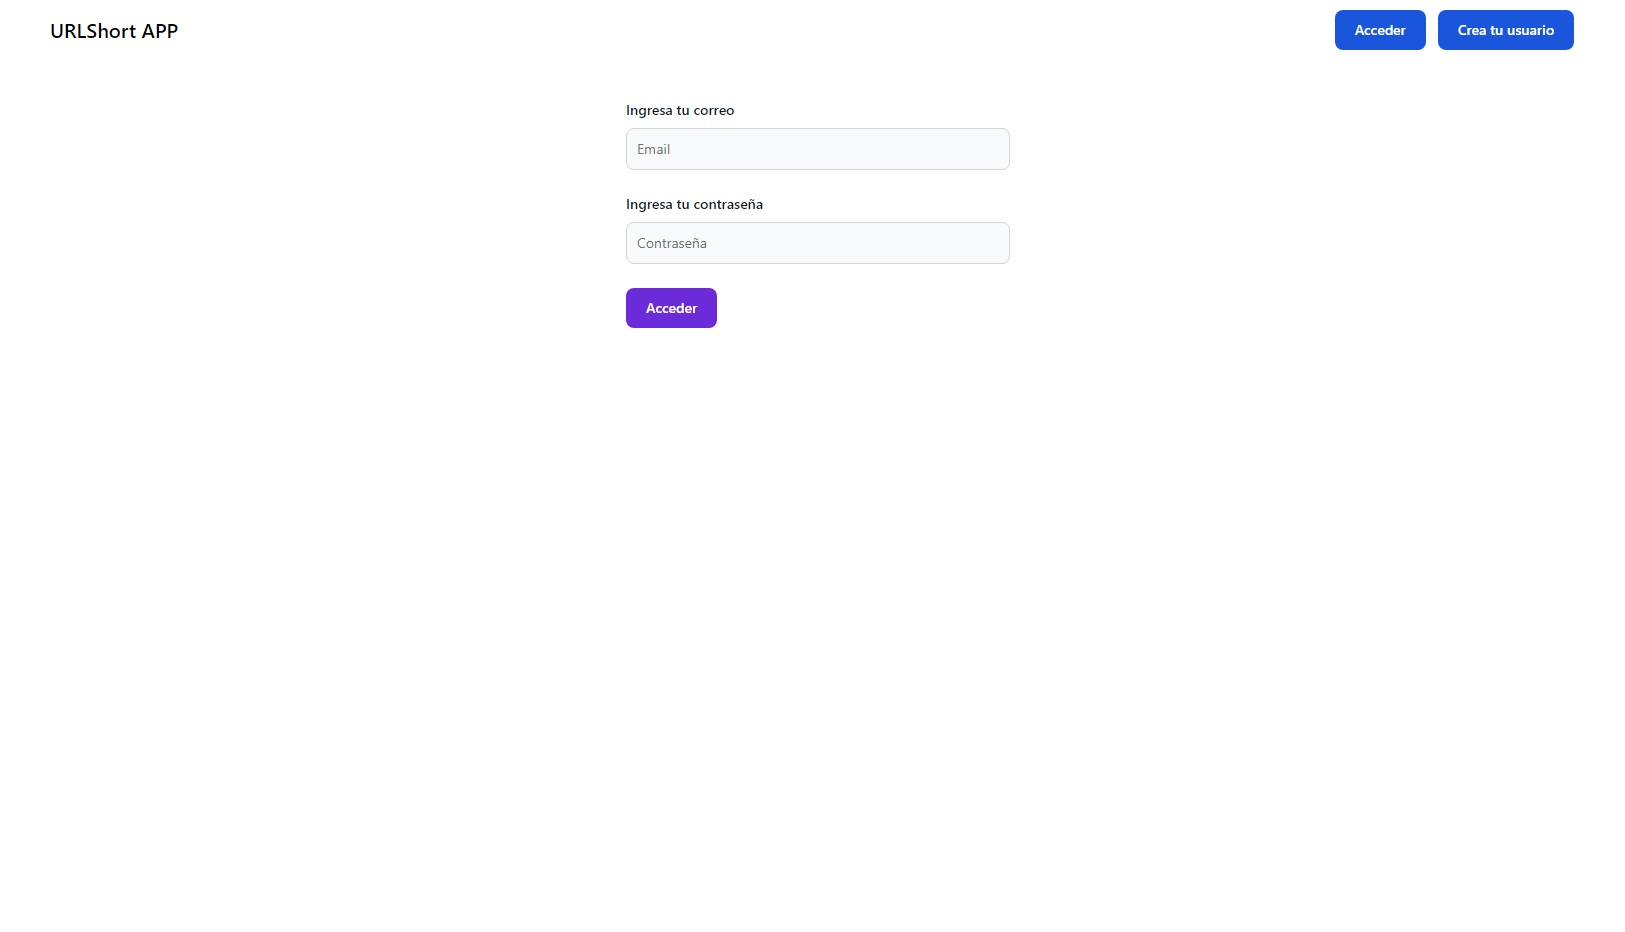 URLShort APP
Acceder
Crea tu usuario
Ingresa tu correo
Email
Ingresa tu contraseña
Contraseña
Acceder